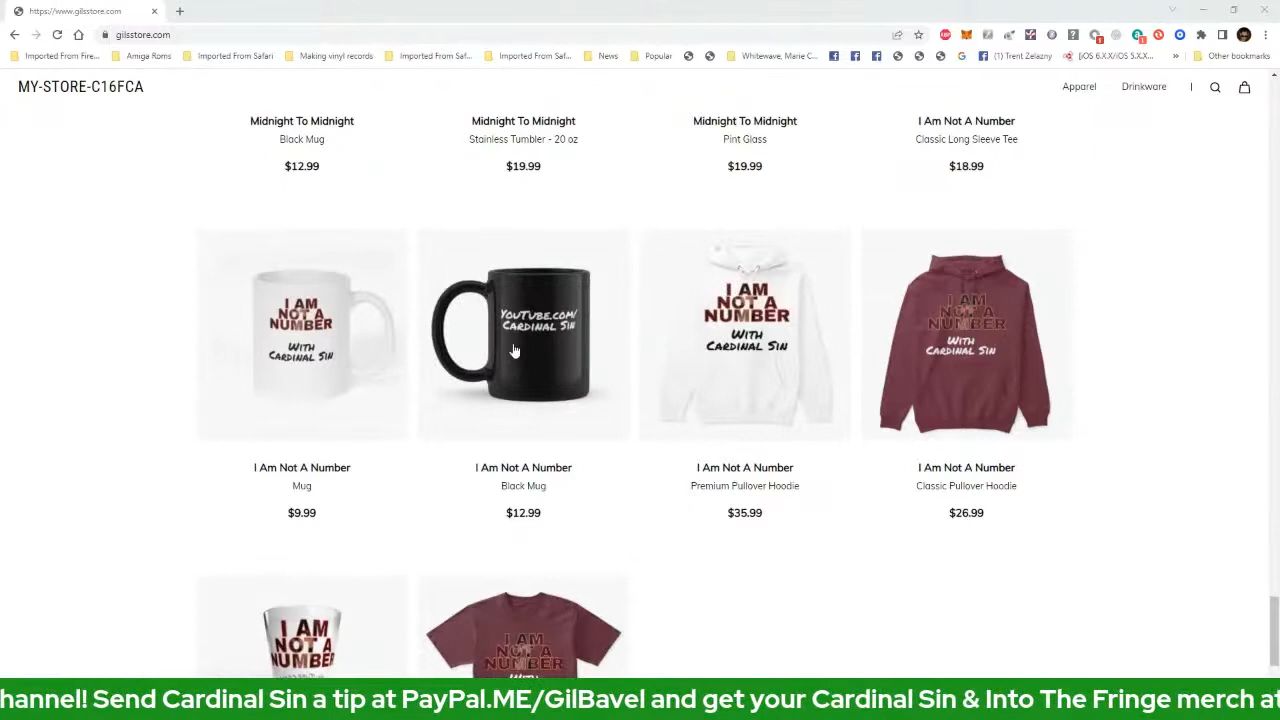 https://www.gilsstore.com
gilsstore.com
Imported From Fire...
Amiga Roms
Imported From Safari
Making vinyl records
Imported From Saf...
Imported From Saf...
News
Popular
Whitewave, Marie C...
(1) Trent Zelazny
[iOS 6.X.X/iOS 5.X.X...
»
Other bookmarks
MY-STORE-C16FCA
Apparel
Drinkware
Midnight To Midnight
Black Mug
$12.99
Midnight To Midnight
Stainless Tumbler - 20 oz
$19.99
Midnight To Midnight
Pint Glass
$19.99
I Am Not A Number
Classic Long Sleeve Tee
$18.99
I AM
NOT A
NUMBER
WITH
CARDINAL SIN
YOUTUBE.COM/
CARDINAL SIN
I AM
NOT A
NUMBER
WITH
CARDINAL SIN
I AM
NOT A
NUMBER
WITH
CARDINAL SIN
I Am Not A Number
Mug
$9.99
I Am Not A Number
Black Mug
$12.99
I Am Not A Number
Premium Pullover Hoodie
$35.99
I Am Not A Number
Classic Pullover Hoodie
$26.99
I AM
NOT A
NUMBER
I AM
NOT A
NUMBER
hannel! Send Cardinal Sin a tip at PayPal.ME/GilBavel and get your Cardinal Sin & Into The Fringe merch at